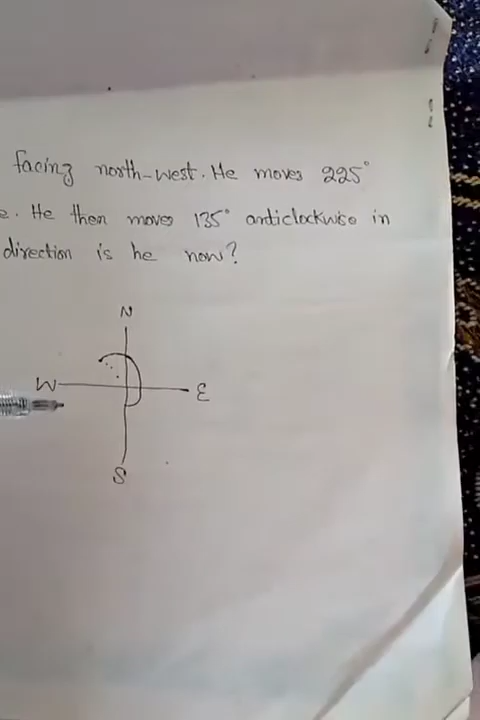 facing north-west. He moves 225°
He then moves 135° anticlockwise in
direction is he now?
N
W
E
S